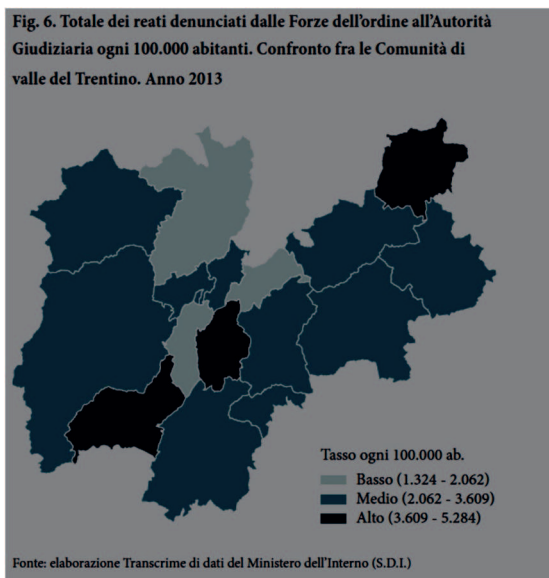 Fig. 6. Totale dei reati denunciati dalle Forze dell'ordine all'Autorità
Giudiziaria ogni 100.000 abitanti. Confronto fra le Comunità di
valle del Trentino. Anno 2013
Tasso ogni 100.000 ab.
Basso (1.324 - 2.062)
Medio (2.062 - 3.609)
Alto (3.609 - 5.284)
Fonte: elaborazione Transcrime di dati del Ministero dell'Interno (S.D.I.)